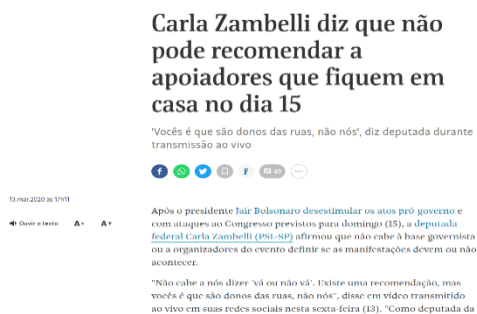 Carla Zambelli diz que não
pode recomendar a
apoiadores que fiquem em
casa no dia 15
'Vocês é que são donos das ruas, não nós', diz deputada durante
transmissão ao vivo
49
13.mar.2020 às 17h11
Ouvir o texto A- A+
Após o presidente Jair Bolsonaro desestimular os atos pró governo e
com ataques ao Congresso previstos para domingo (15), a deputada
federal Carla Zambelli (PSL-SP) afirmou que não cabe à base governista
ou a organizadores do evento definir se as manifestações devem ou não
acontecer.
"Não cabe a nós dizer 'vá ou não vá'. Existe uma recomendação, mas
vocês é que são donos das ruas, não nós", disse em vídeo transmitido
ao vivo em suas redes sociais nesta sexta-feira (13). "Como deputada da